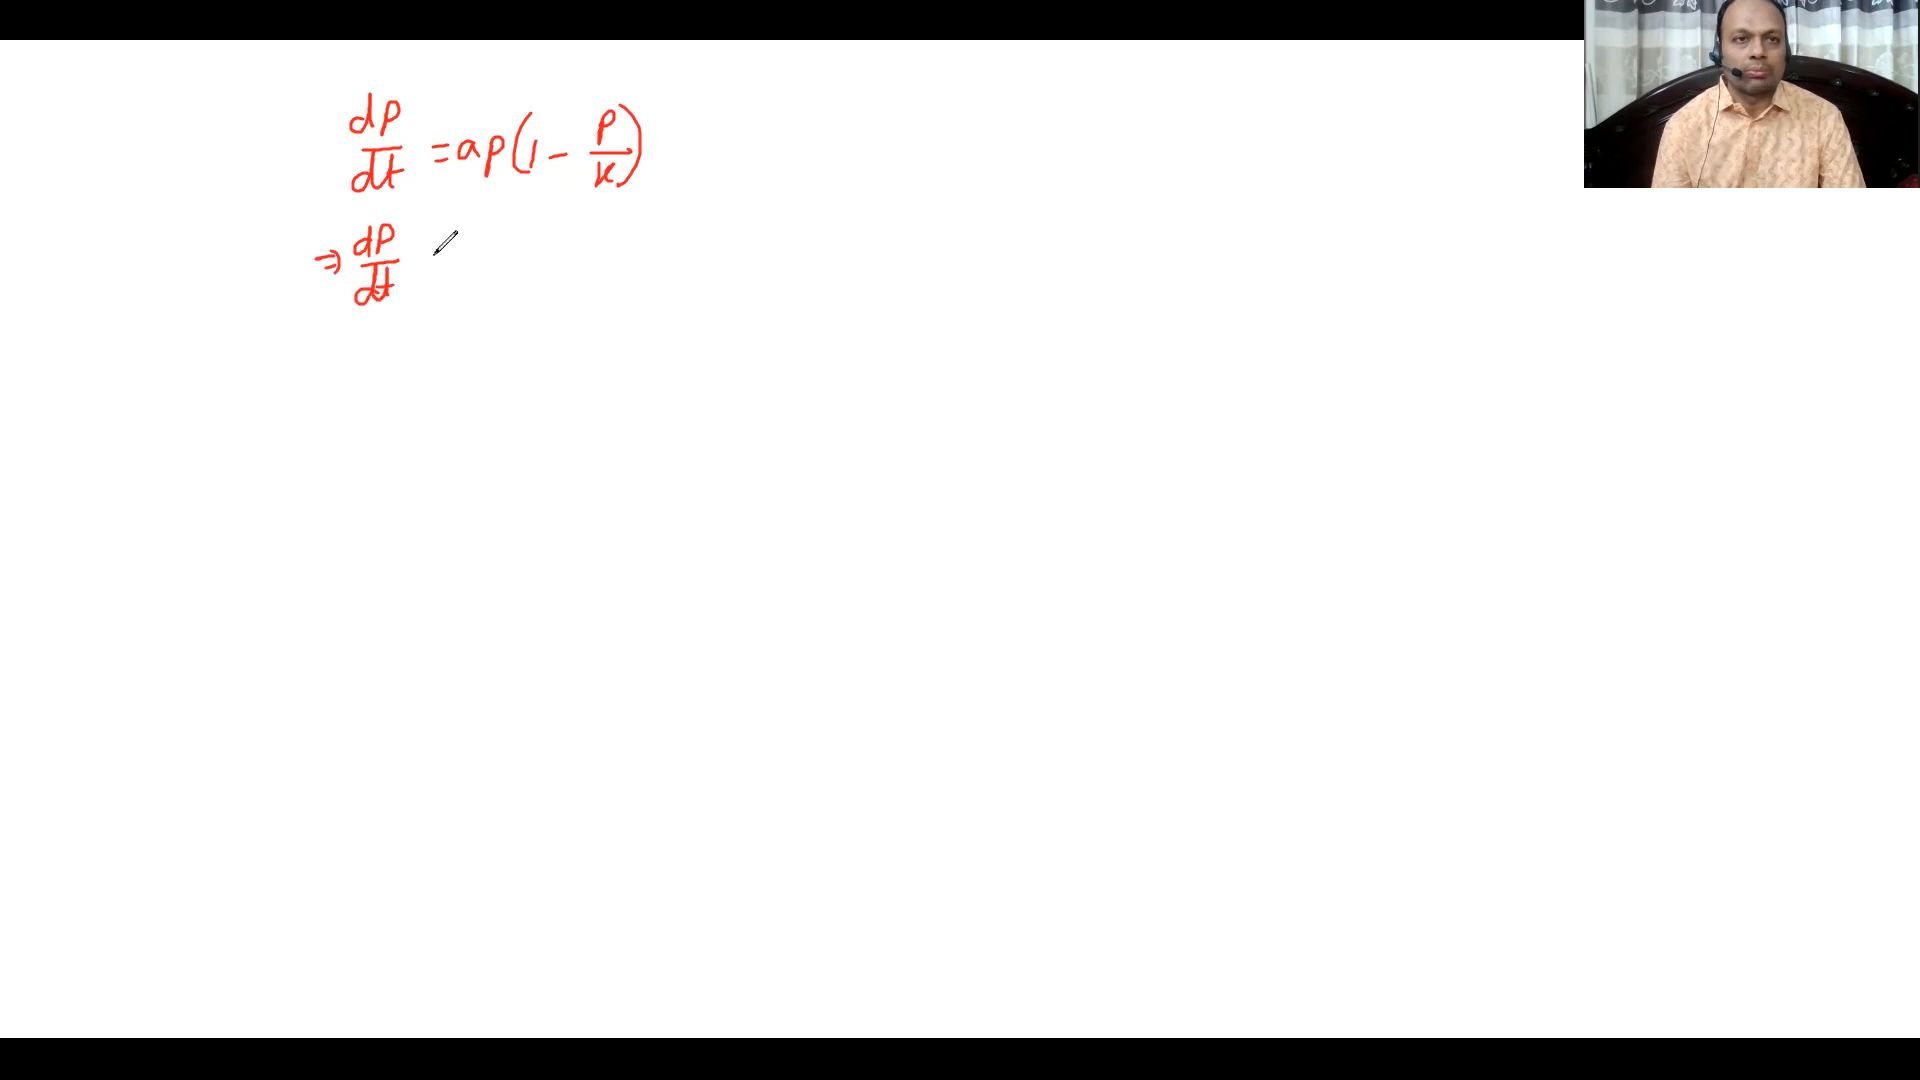 dp/dt = ap(1 - p/k)
⇒ dp/dt